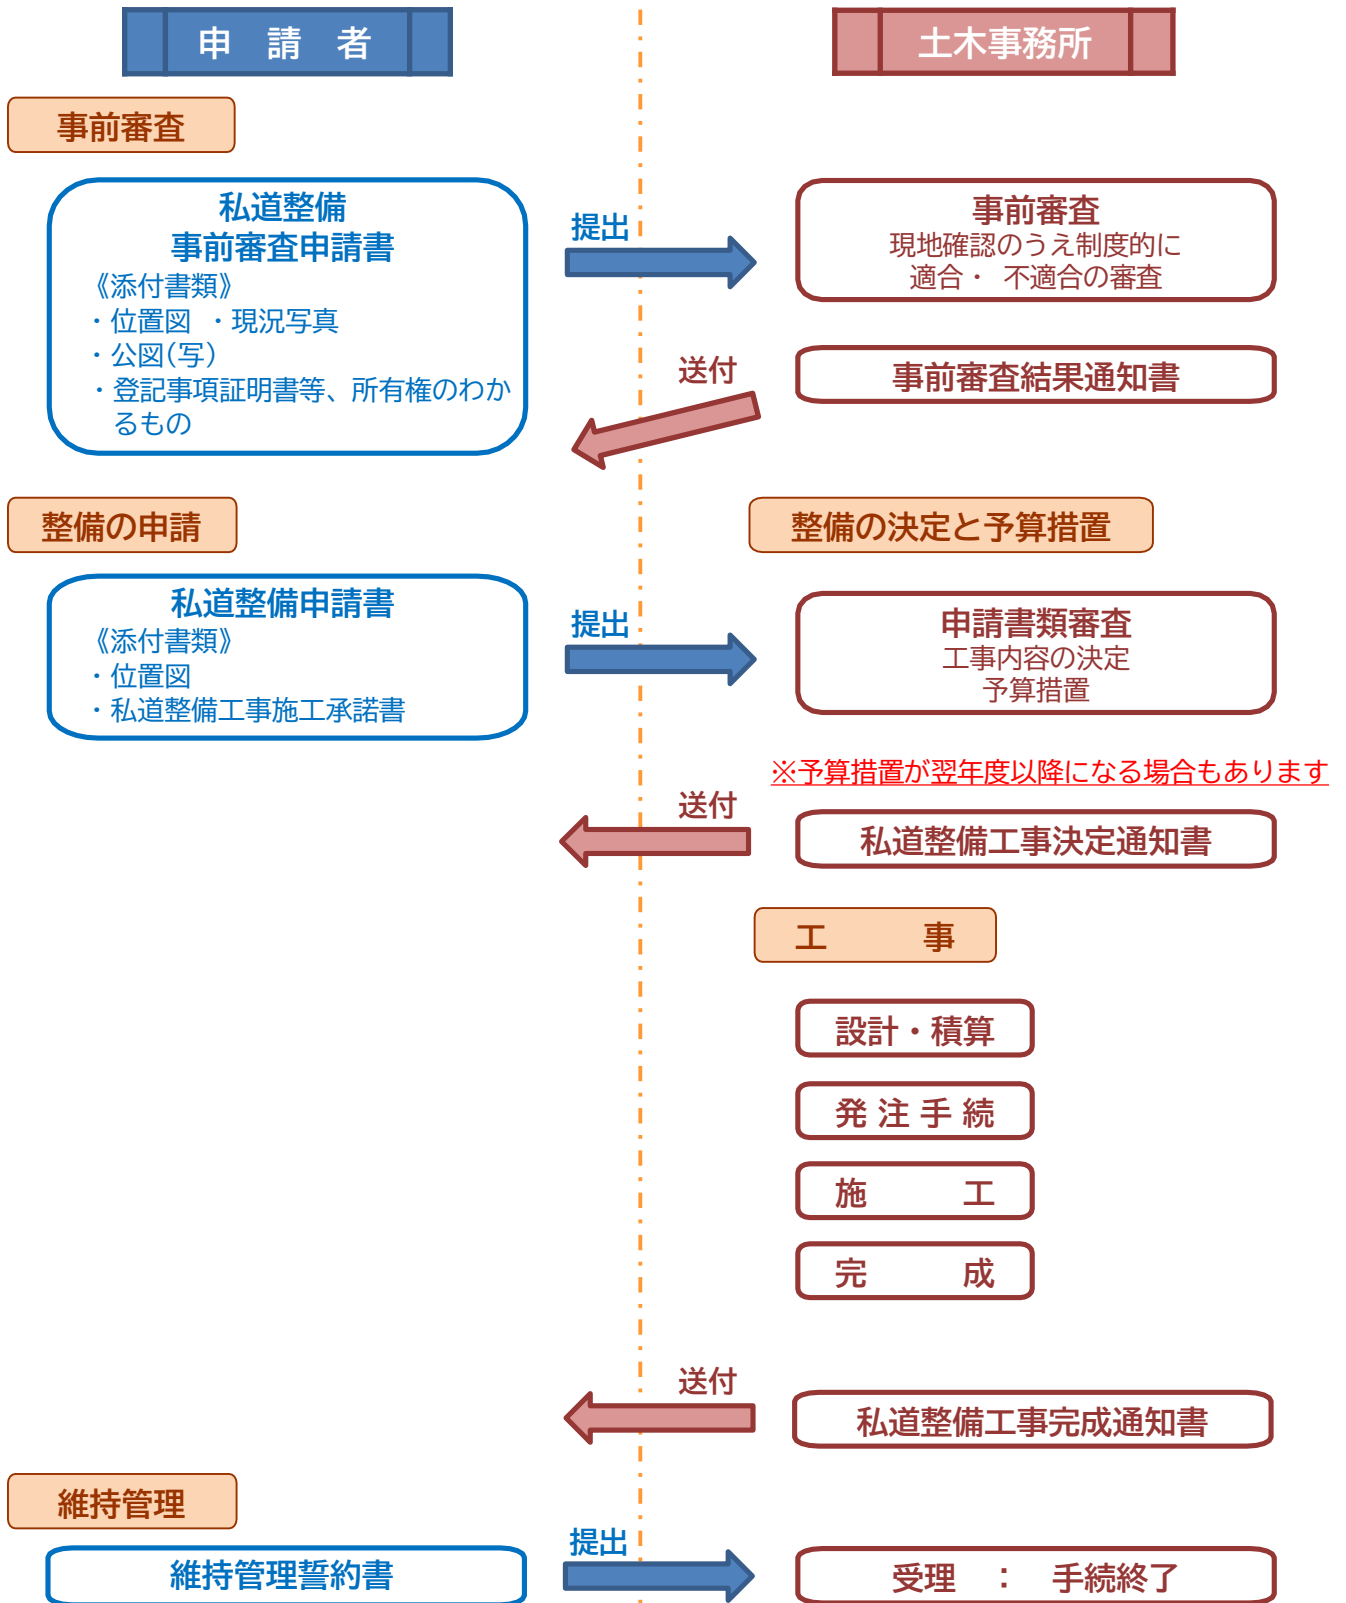 申　請　者
土木事務所
事前審査
私道整備
事前審査申請書
《添付書類》
・位置図　・現況写真
・公図(写)
・登記事項証明書等、所有権のわか
るもの
提出
事前審査
現地確認のうえ制度的に
適合・ 不適合の審査
送付
事前審査結果通知書
整備の申請
整備の決定と予算措置
私道整備申請書
《添付書類》
・位置図
・私道整備工事施工承諾書
提出
申請書類審査
工事内容の決定
予算措置
※予算措置が翌年度以降になる場合もあります
送付
私道整備工事決定通知書
工　　　事
設計・積算
発 注 手 続
施　　　工
完　　　成
送付
私道整備工事完成通知書
維持管理
維持管理誓約書
提出
受理　：　手続終了